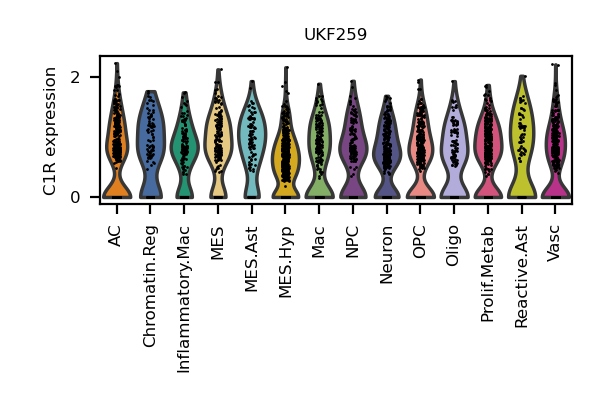 UKF259
C1R expression
2
0
AC
Chromatin.Reg
Inflammatory.Mac
MES
MES.Ast
MES.Hyp
Mac
NPC
Neuron
OPC
Oligo
Prolif.Metab
Reactive.Ast
Vasc